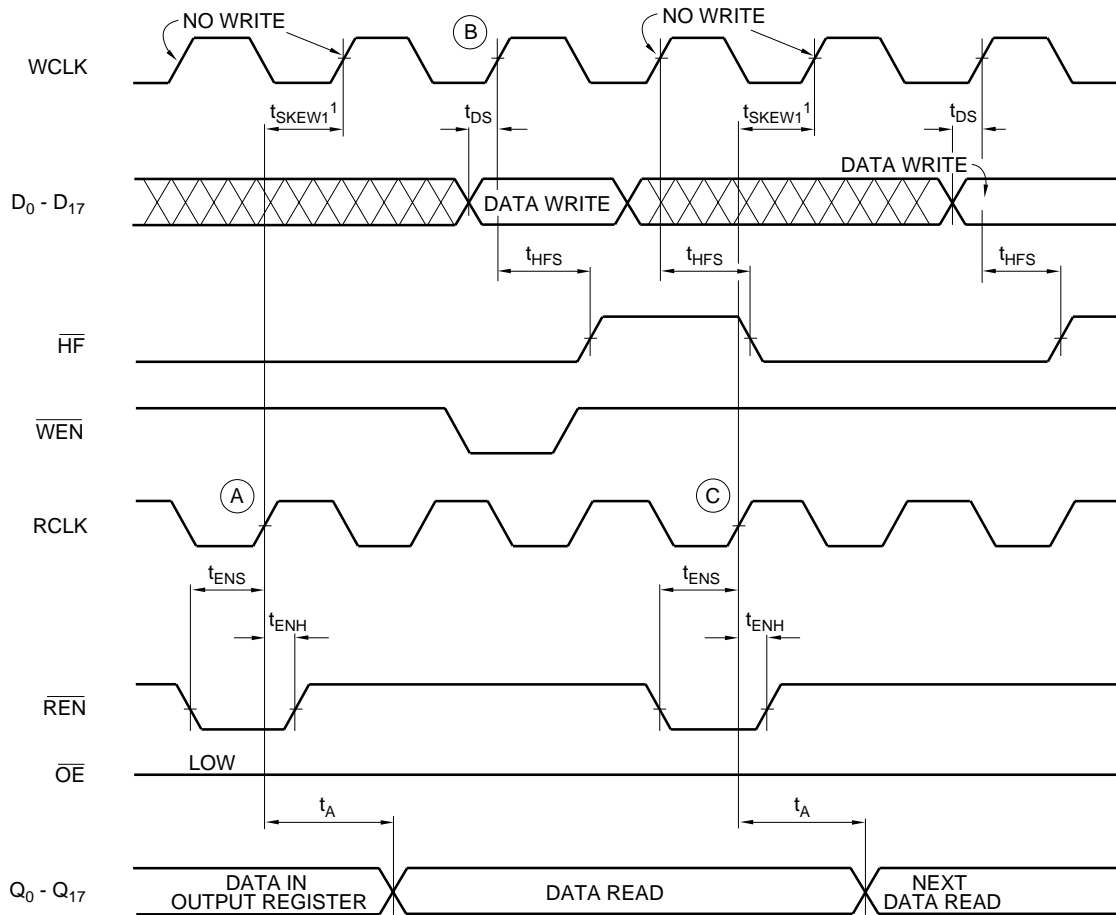 NO WRITE
NO WRITE
B
WCLK
tSKEW1¹
tDS
tSKEW1¹
tDS
DATA WRITE
D0 - D17
DATA WRITE
tHFS
tHFS
tHFS
HF
WEN
A
C
RCLK
tENS
tENS
tENH
tENH
REN
LOW
OE
tA
tA
Q0 - Q17
DATA IN
OUTPUT REGISTER
DATA READ
NEXT
DATA READ